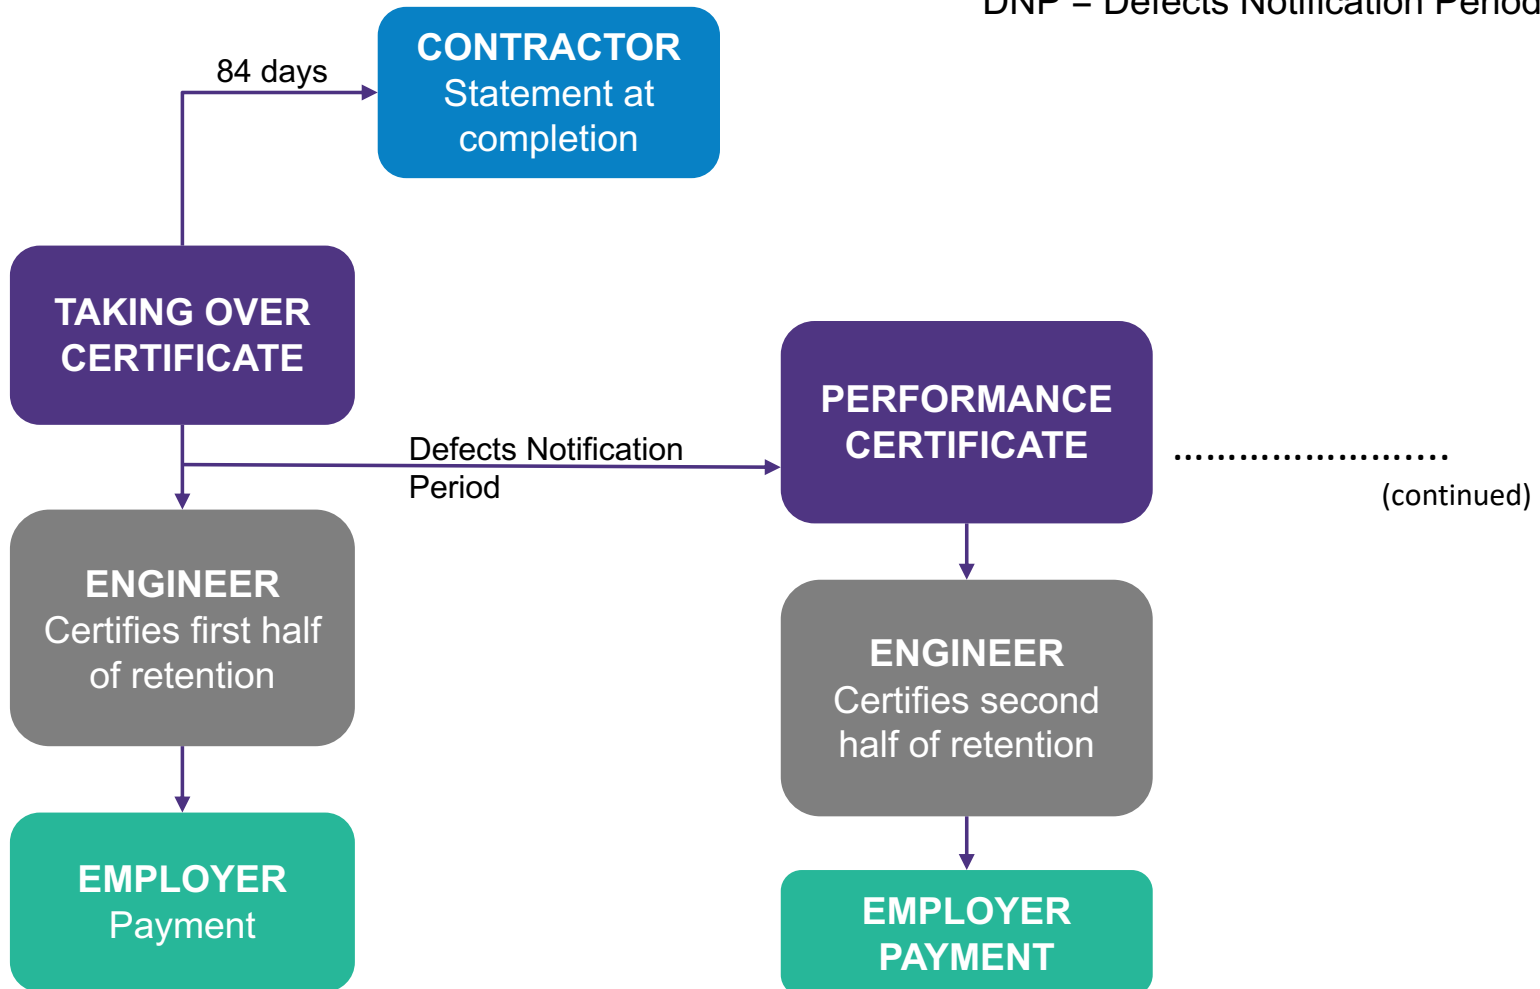 DNP = Defects Notification Period
84 days
CONTRACTOR
Statement at
completion
TAKING OVER
CERTIFICATE
Defects Notification
Period
PERFORMANCE
CERTIFICATE
……………………....
(continued)
ENGINEER
Certifies first half
of retention
ENGINEER
Certifies second
half of retention
EMPLOYER
Payment
EMPLOYER
PAYMENT